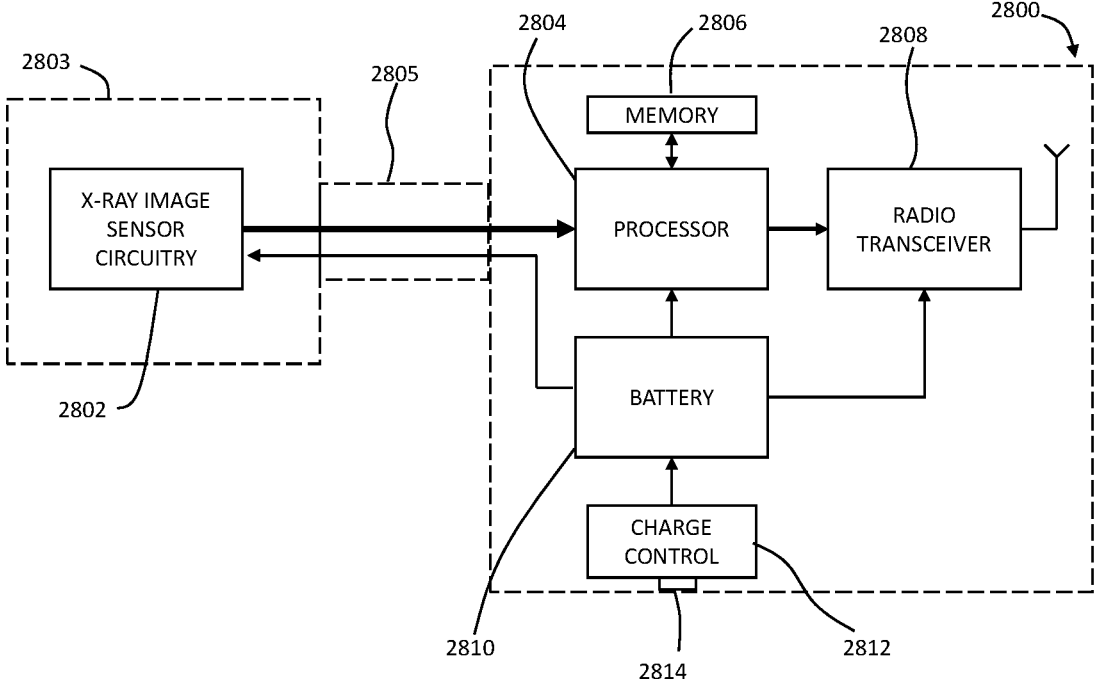 2800
2804
2806
2808
2803
2805
MEMORY
X-RAY IMAGE
SENSOR
CIRCUITRY
PROCESSOR
RADIO
TRANSCEIVER
BATTERY
2802
CHARGE
CONTROL
2810
2814
2812